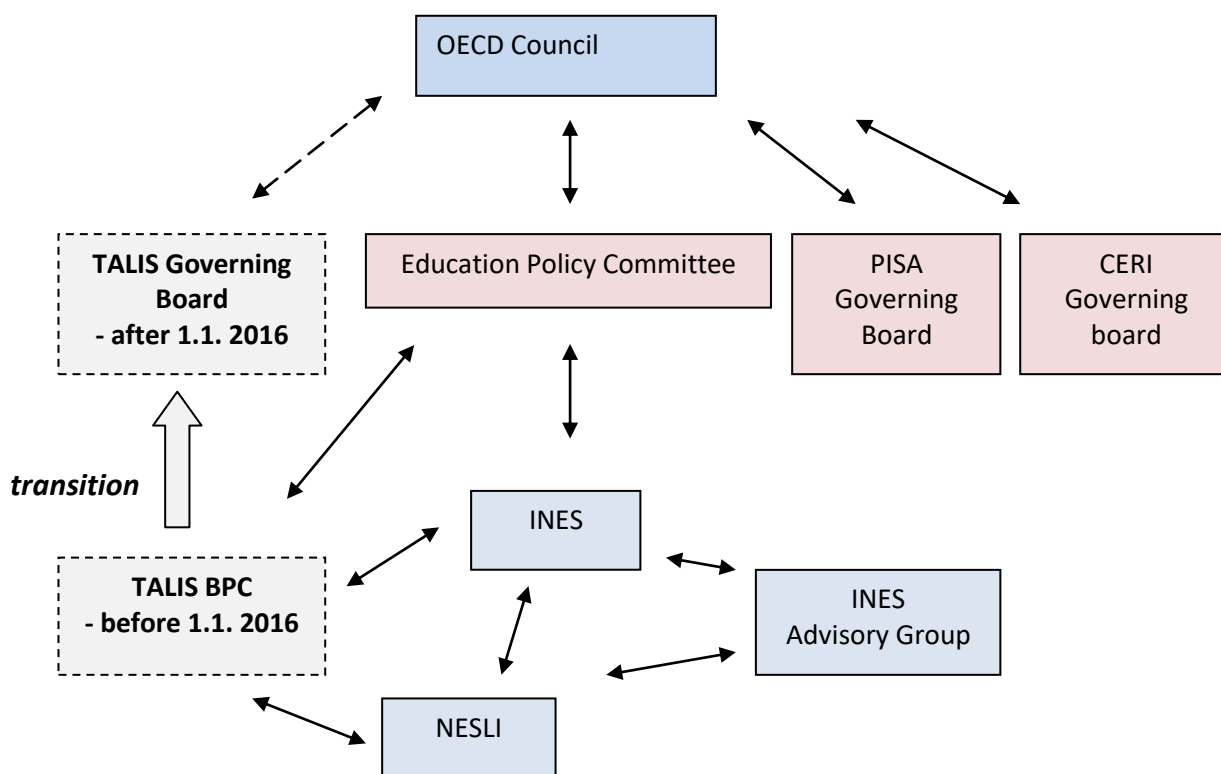 OECD Council
TALIS Governing
Board
- after 1.1. 2016
Education Policy Committee
PISA
Governing
Board
CERI
Governing
board
transition
INES
TALIS BPC
- before 1.1. 2016
INES
Advisory Group
NESLI